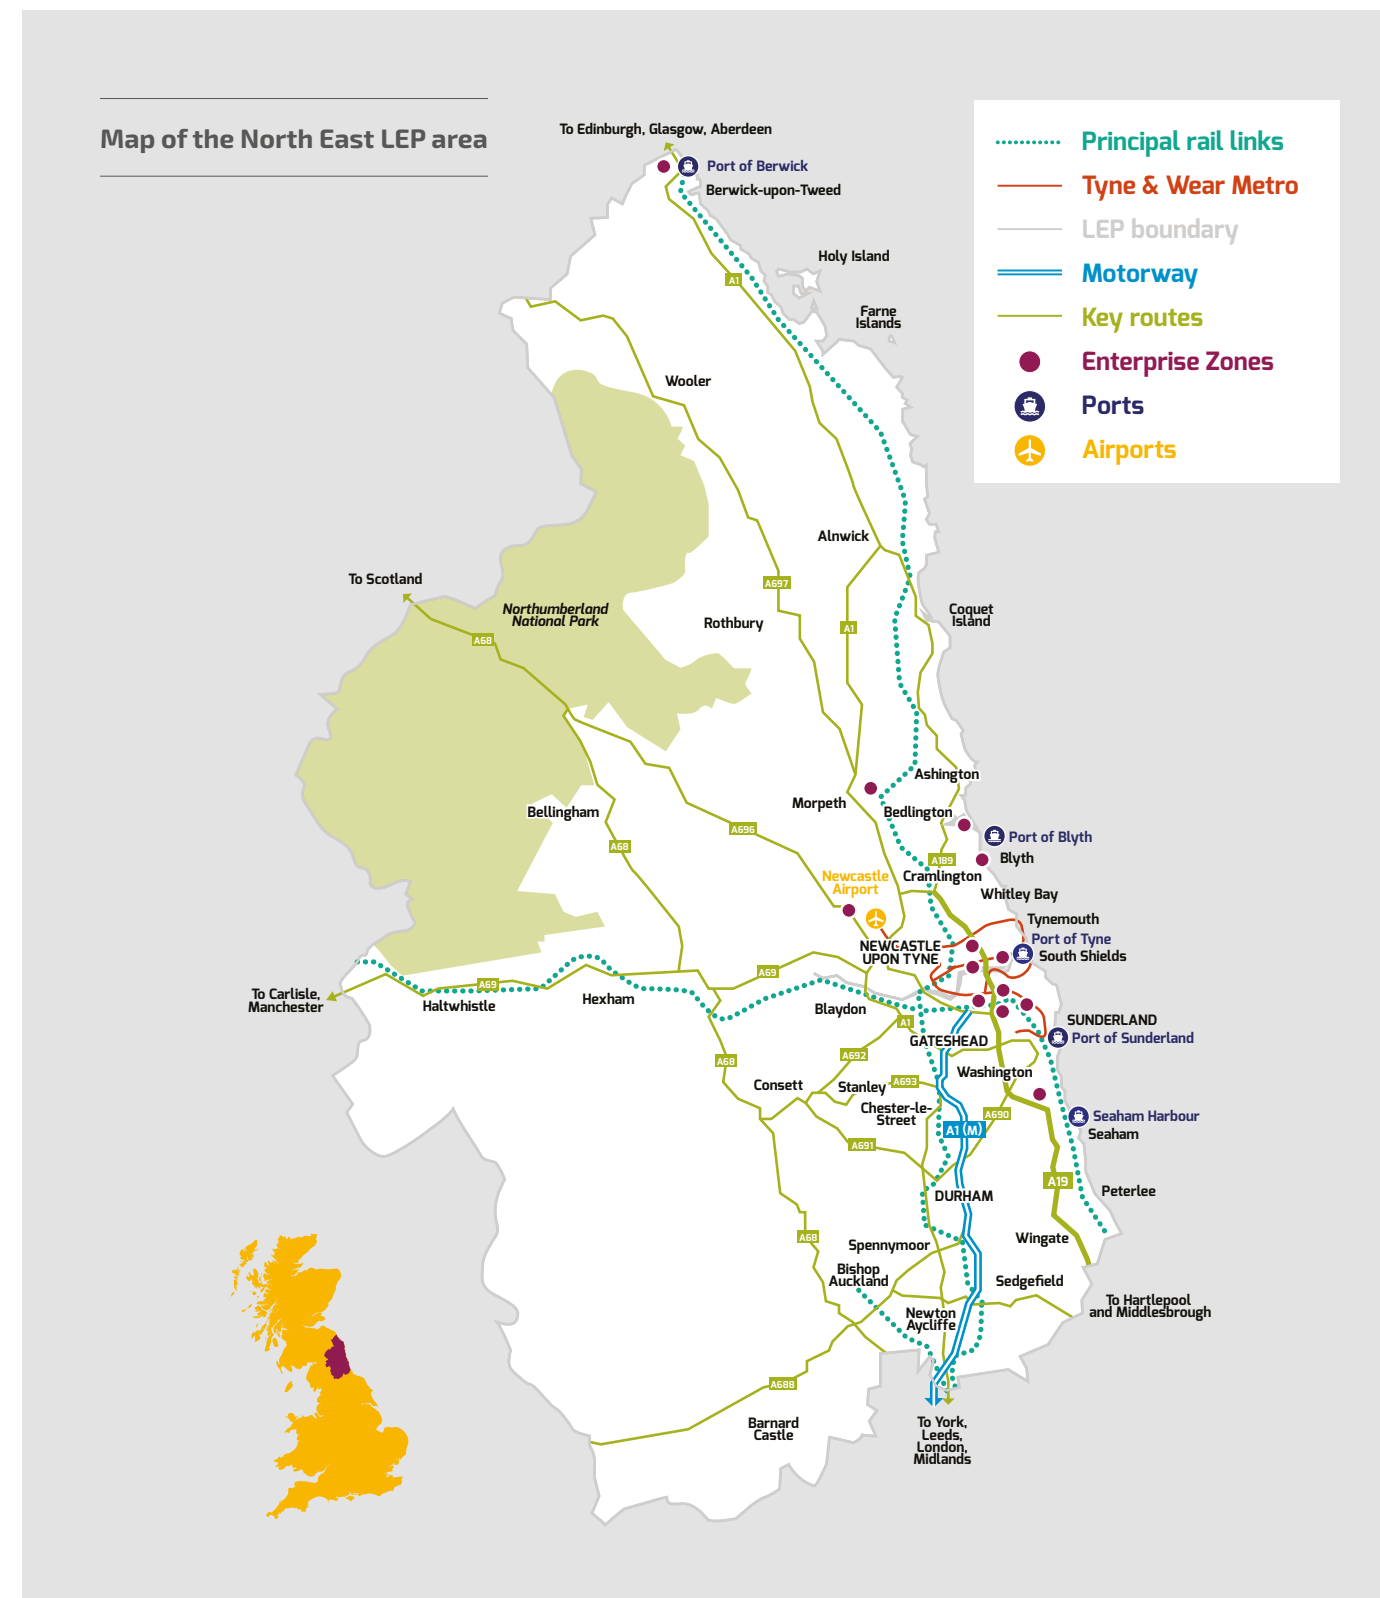 Map of the North East LEP area
To Edinburgh, Glasgow, Aberdeen
Port of Berwick
Berwick-upon-Tweed
Principal rail links
Tyne & Wear Metro
LEP boundary
Motorway
Key routes
Enterprise Zones
Ports
Airports
Holy Island
A1
Farne
Islands
Wooler
Alnwick
To Scotland
A697
Northumberland
National Park
Rothbury
A1
Coquet
Island
A68
Ashington
Morpeth
Bellingham
Bedlington
A696
Port of Blyth
A68
A189
Blyth
Newcastle
Airport
Cramlington
Whitley Bay
Tynemouth
Port of Tyne
NEWCASTLE
UPON TYNE
South Shields
A69
A69
To Carlisle,
Manchester
Haltwhistle
Hexham
Blaydon
A1
SUNDERLAND
Port of Sunderland
GATESHEAD
A692
A68
Washington
Consett
Stanley
A693
Chester-le-
Street
A690
Seaham Harbour
A1 (M)
Seaham
A691
A19
Peterlee
DURHAM
A68
Wingate
Spennymoor
Bishop
Auckland
Sedgefield
To Hartlepool
and Middlesbrough
Newton
Aycliffe
A688
Barnard
Castle
To York,
Leeds,
London,
Midlands